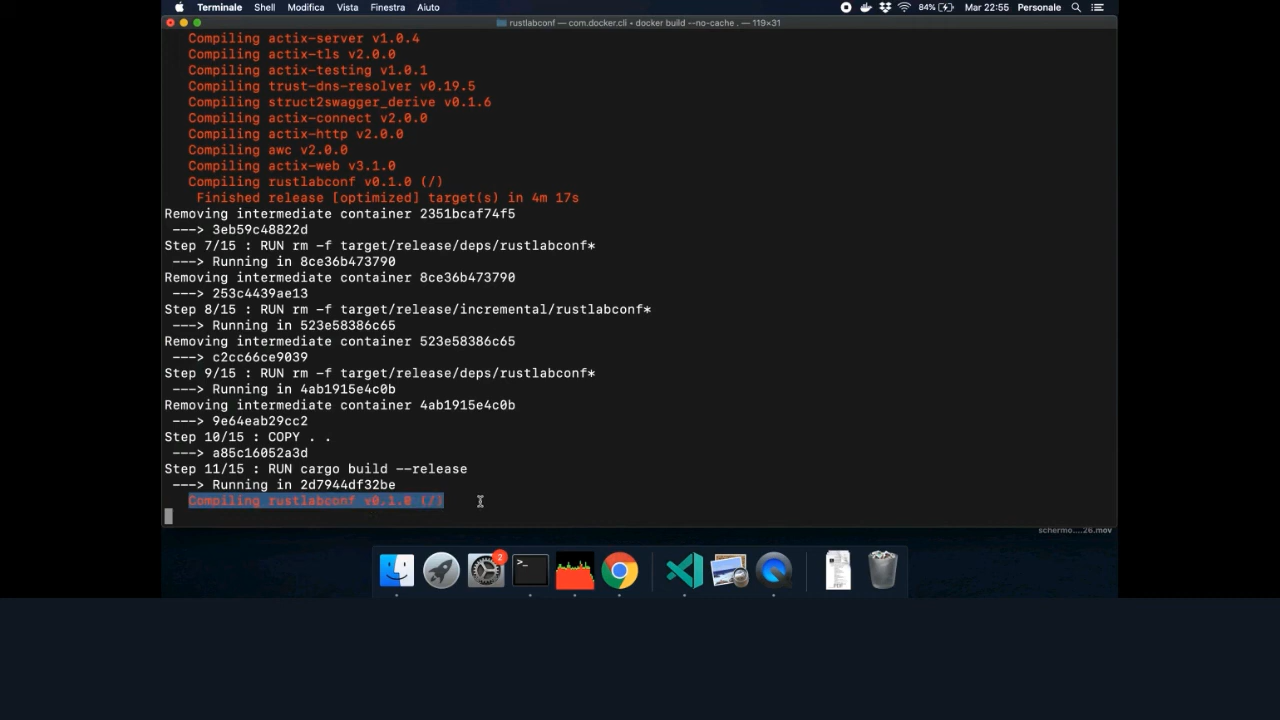 Terminale Shell Modifica Vista Finestra Aiuto 84% Mar 22:55 Personale
rustlabconf — com.docker.cli • docker build --no-cache . — 119×31
Compiling actix-server v1.0.4
Compiling actix-tls v2.0.0
Compiling actix-testing v1.0.1
Compiling trust-dns-resolver v0.19.5
Compiling struct2swagger_derive v0.1.6
Compiling actix-connect v2.0.0
Compiling actix-http v2.0.0
Compiling awc v2.0.0
Compiling actix-web v3.1.0
Compiling rustlabconf v0.1.0 (/)
Finished release [optimized] target(s) in 4m 17s
Removing intermediate container 2351bcaf74f5
---> 3eb59c48822d
Step 7/15 : RUN rm -f target/release/deps/rustlabconf*
---> Running in 8ce36b473790
Removing intermediate container 8ce36b473790
---> 253c4439ae13
Step 8/15 : RUN rm -f target/release/incremental/rustlabconf*
---> Running in 523e58386c65
Removing intermediate container 523e58386c65
---> c2cc66ce9039
Step 9/15 : RUN rm -f target/release/deps/rustlabconf*
---> Running in 4ab1915e4c0b
Removing intermediate container 4ab1915e4c0b
---> 9e64eab29cc2
Step 10/15 : COPY . .
---> a85c16052a3d
Step 11/15 : RUN cargo build --release
---> Running in 2d7944df32be
Compiling rustlabconf v0.1.0 (/)
schermo....26.mov
2
>_